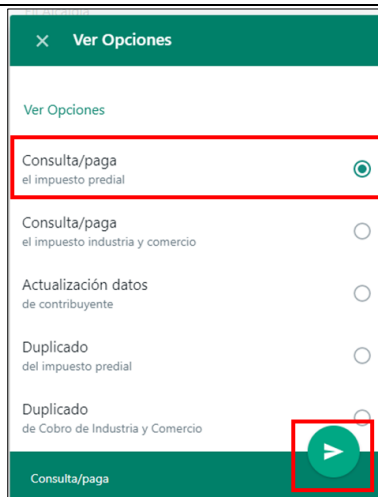 Ver Opciones
Ver Opciones
Consulta/paga
el impuesto predial
Consulta/paga
el impuesto industria y comercio
Actualización datos
de contribuyente
Duplicado
del impuesto predial
Duplicado
de Cobro de Industria y Comercio
Consulta/paga